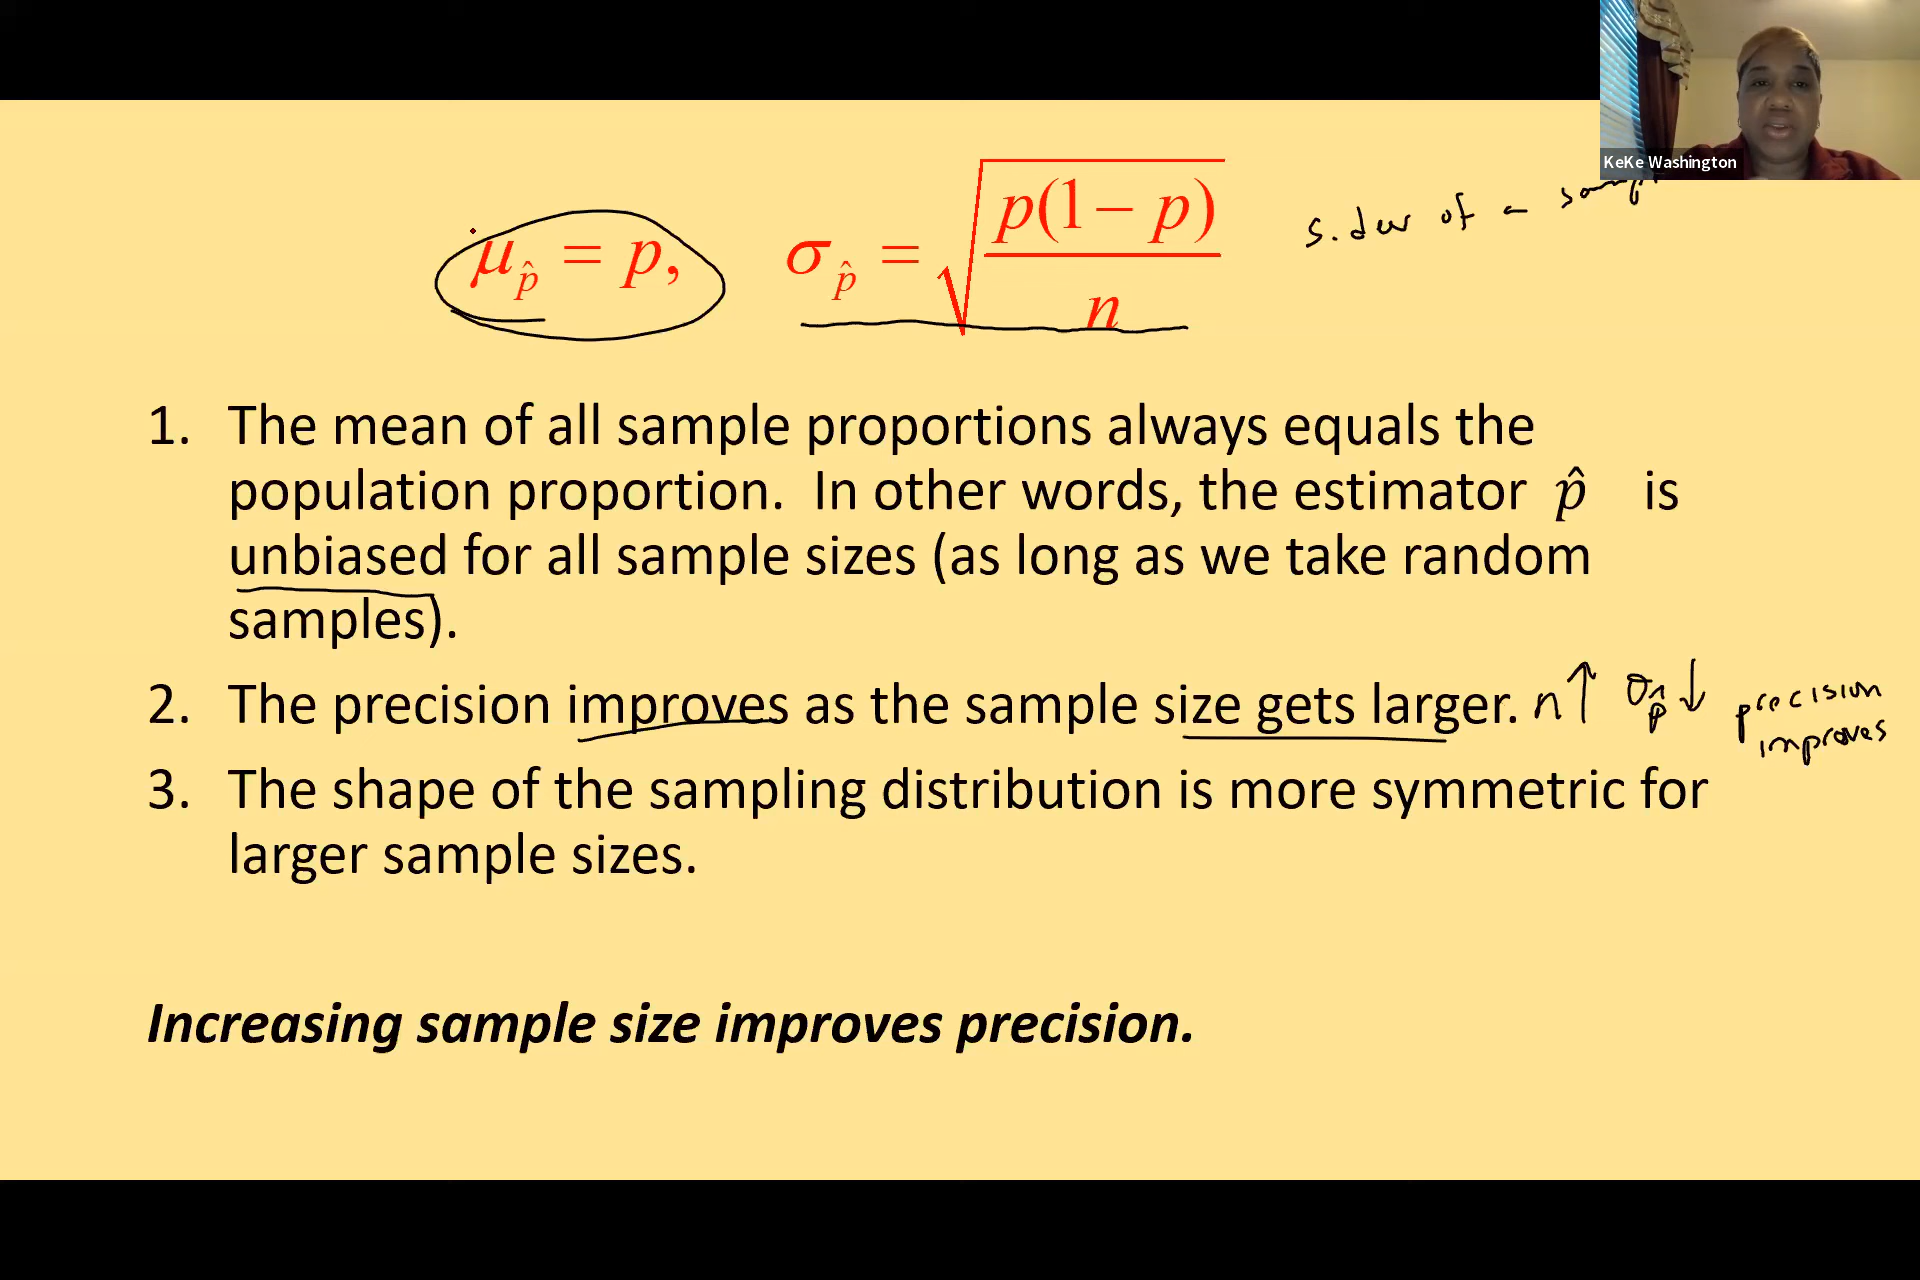 KeKe Washington
μp̂ = p, σp̂ = √(p(1 − p)/n)
s.dev of a
1. The mean of all sample proportions always equals the
population proportion. In other words, the estimator p̂ is
unbiased for all sample sizes (as long as we take random
samples).
2. The precision improves as the sample size gets larger. n↑ σp̂↓ precision
improves
3. The shape of the sampling distribution is more symmetric for
larger sample sizes.
Increasing sample size improves precision.